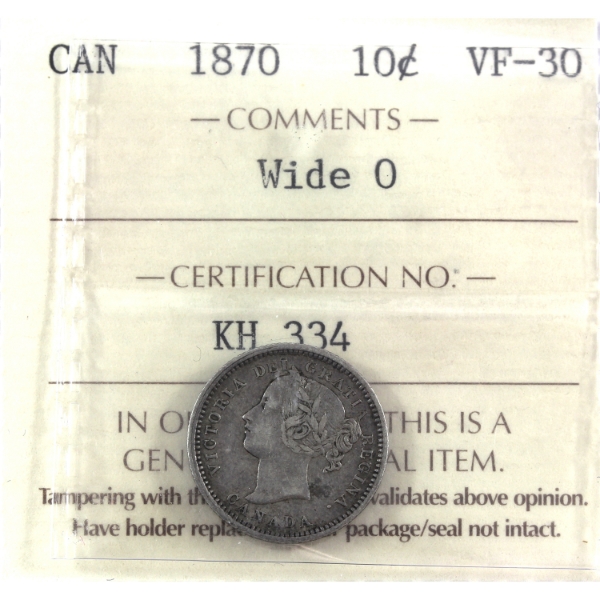 CAN 1870 10¢ VF-30
— COMMENTS —
Wide 0
— CERTIFICATION NO. —
KH 334
IN O THIS IS A
GEN AL ITEM.
Tampering with th validates above opinion.
Have holder repla package/seal not intact.
VICTORIA DEI GRATIA REGINA.
CANADA